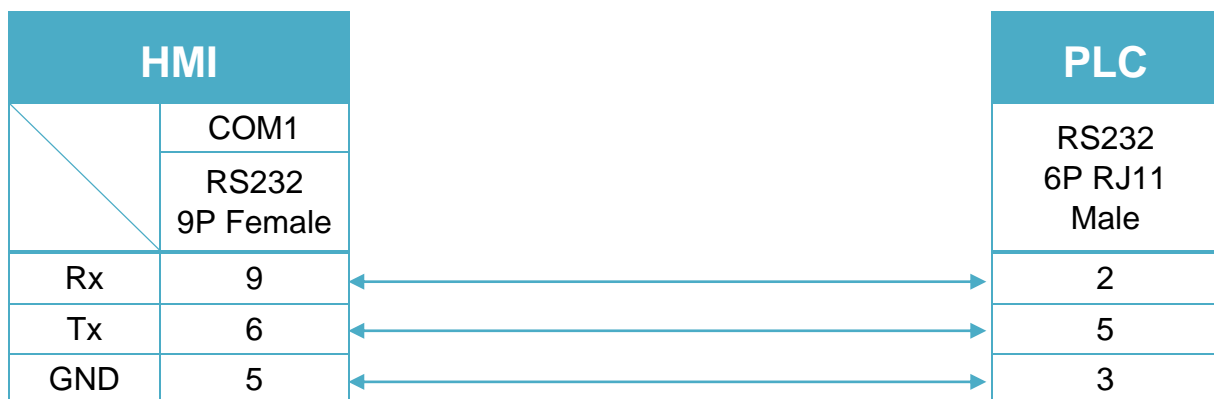 HMI PLC
COM1
RS232
9P Female
RS232
6P RJ11
Male
Rx 9 2
Tx 6 5
GND 5 3